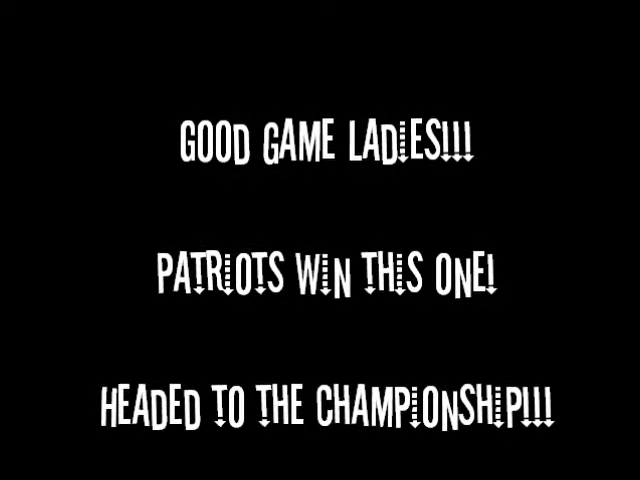 GOOD GAME LADIES!!!
PATRIOTS WIN THIS ONE!
HEADED TO THE CHAMPIONSHIP!!!